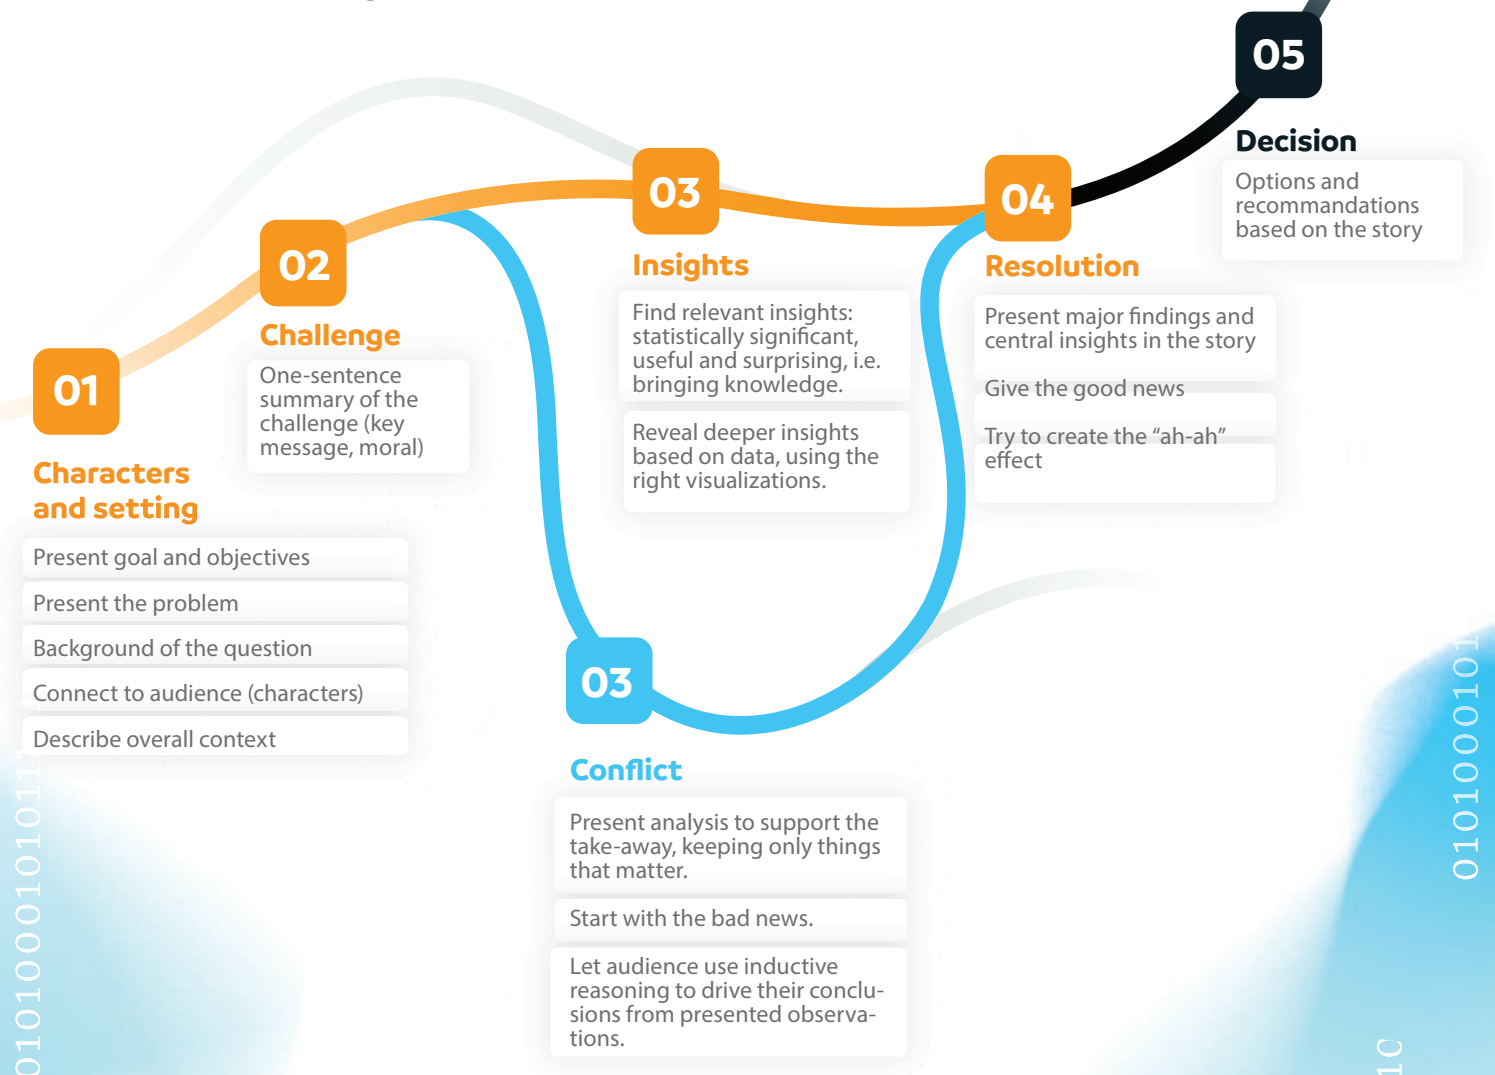 01
Characters
and setting
Present goal and objectives
Present the problem
Background of the question
Connect to audience (characters)
Describe overall context
02
Challenge
One-sentence
summary of the
challenge (key
message, moral)
03
Insights
Find relevant insights:
statistically significant,
useful and surprising, i.e.
bringing knowledge.
Reveal deeper insights
based on data, using the
right visualizations.
03
Conflict
Present analysis to support the
take-away, keeping only things
that matter.
Start with the bad news.
Let audience use inductive
reasoning to drive their conclu-
sions from presented observa-
tions.
04
Resolution
Present major findings and
central insights in the story
Give the good news
Try to create the “ah-ah”
effect
05
Decision
Options and
recommandations
based on the story
0101000101